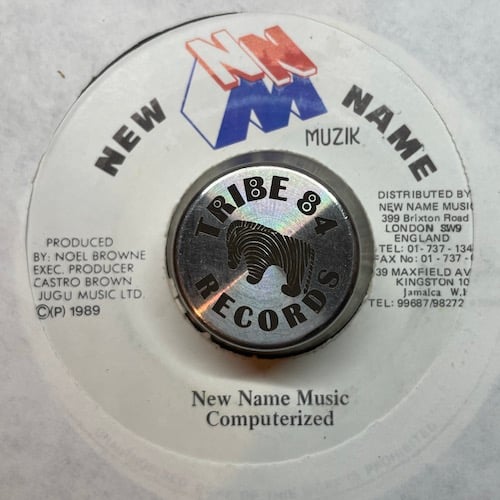 NNM
NEW NAME
MUZIK
TRIBE 84
RECORDS
PRODUCED
BY: NOEL BROWNE
EXEC. PRODUCER
CASTRO BROWN
JUGU MUSIC LTD.
©(P) 1989
DISTRIBUTED BY
NEW NAME MUSIC
399 Brixton Road
LONDON SW9
ENGLAND
TEL: 01-737-134
FAX No: 01-737-
39 MAXFIELD AV
KINGSTON 10
Jamaica W.I
TEL: 99687/98272
New Name Music
Computerized